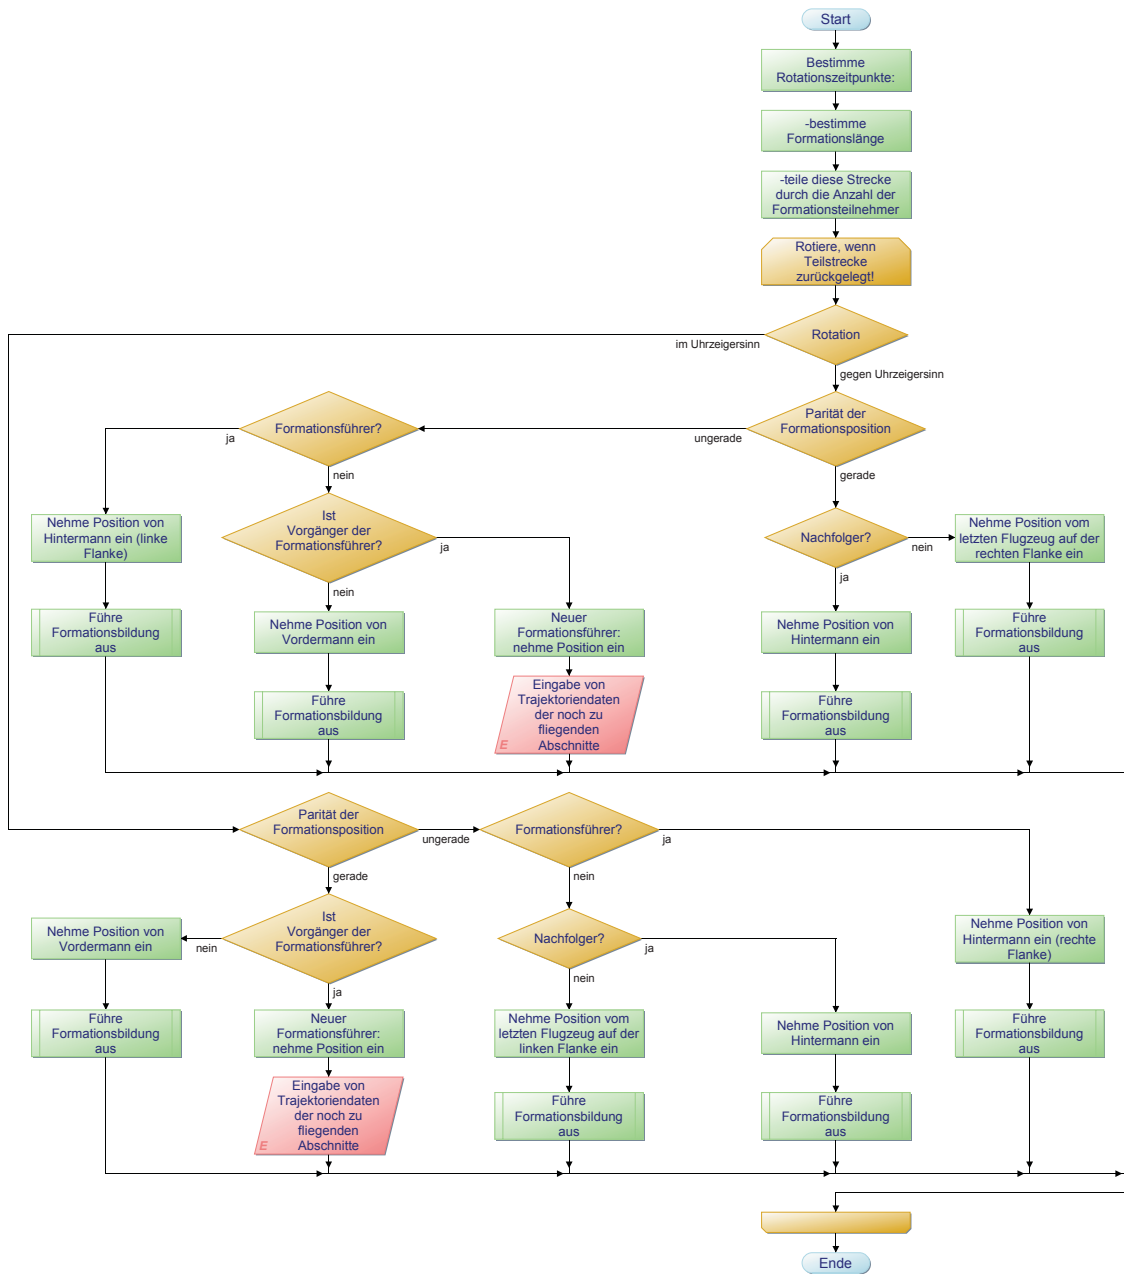 Start
Bestimme
Rotationszeitpunkte:
-bestimme
Formationslänge
-teile diese Strecke
durch die Anzahl der
Formationsteilnehmer
Rotiere, wenn
Teilstrecke
zurückgelegt!
Rotation
im Uhrzeigersinn
gegen Uhrzeigersinn
Parität der
Formationsposition
ungerade
gerade
Formationsführer?
ja
nein
Nehme Position von
Hintermann ein (linke
Flanke)
Führe
Formationsbildung
aus
Ist
Vorgänger der
Formationsführer?
ja
nein
Nehme Position von
Vordermann ein
Führe
Formationsbildung
aus
Neuer
Formationsführer:
nehme Position ein
Eingabe von
Trajektoriendaten
der noch zu
fliegenden
Abschnitte
E
Nachfolger?
nein
ja
Nehme Position von
Hintermann ein
Führe
Formationsbildung
aus
Nehme Position vom
letzten Flugzeug auf der
rechten Flanke ein
Führe
Formationsbildung
aus
Parität der
Formationsposition
ungerade
gerade
Formationsführer?
ja
nein
Ist
Vorgänger der
Formationsführer?
nein
ja
Nehme Position von
Vordermann ein
Führe
Formationsbildung
aus
Neuer
Formationsführer:
nehme Position ein
Eingabe von
Trajektoriendaten
der noch zu
fliegenden
Abschnitte
E
Nachfolger?
ja
nein
Nehme Position vom
letzten Flugzeug auf der
linken Flanke ein
Führe
Formationsbildung
aus
Nehme Position von
Hintermann ein
Führe
Formationsbildung
aus
Nehme Position von
Hintermann ein (rechte
Flanke)
Führe
Formationsbildung
aus
Ende